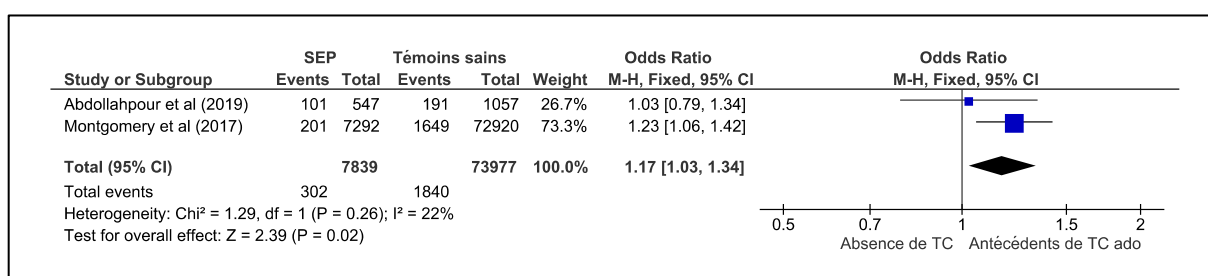 SEP Témoins sains Odds Ratio Odds Ratio
Study or Subgroup Events Total Events Total Weight M-H, Fixed, 95% CI M-H, Fixed, 95% CI
Abdollahpour et al (2019) 101 547 191 1057 26.7% 1.03 [0.79, 1.34]
Montgomery et al (2017) 201 7292 1649 72920 73.3% 1.23 [1.06, 1.42]
Total (95% CI) 7839 73977 100.0% 1.17 [1.03, 1.34]
Total events 302 1840
Heterogeneity: Chi² = 1.29, df = 1 (P = 0.26); I² = 22%
Test for overall effect: Z = 2.39 (P = 0.02)
0.5 0.7 1 1.5 2
Absence de TC Antécédents de TC ado